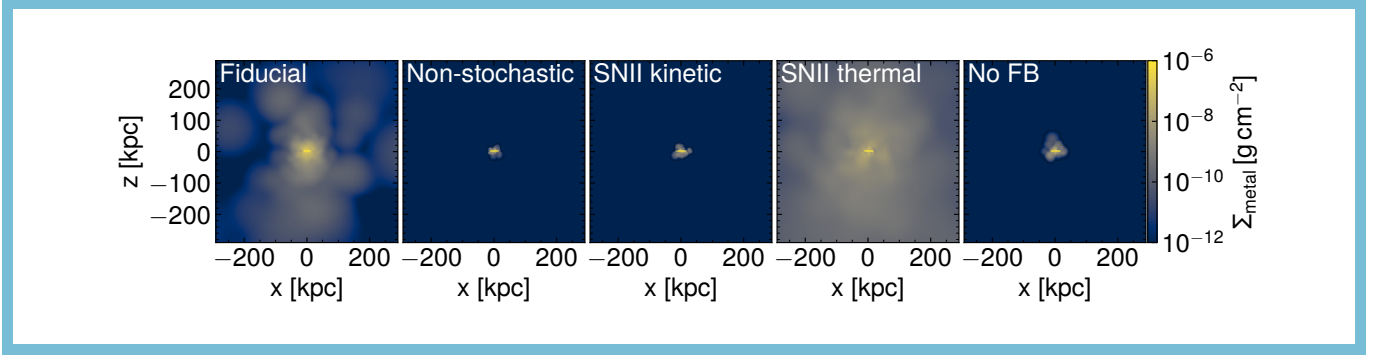 Fiducial
Non-stochastic
SNII kinetic
SNII thermal
No FB
z [kpc]
200
100
0
−100
−200
−200 0 200
−200 0 200
−200 0 200
−200 0 200
0 200
x [kpc]
x [kpc]
x [kpc]
x [kpc]
x [kpc]
10⁻⁶
10⁻⁸
10⁻¹⁰
10⁻¹²
Σ_metal [g cm⁻²]